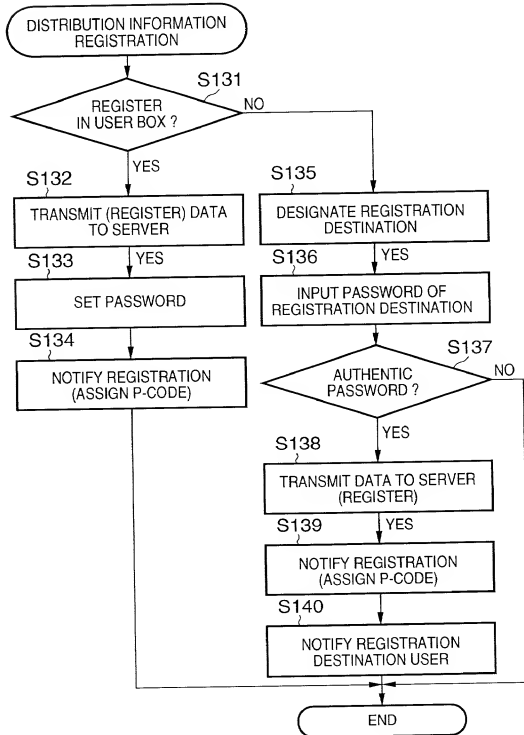 DISTRIBUTION INFORMATION
REGISTRATION
S131
REGISTER
IN USER BOX ?
NO
YES
S132
TRANSMIT (REGISTER) DATA
TO SERVER
YES
S133
SET PASSWORD
S134
NOTIFY REGISTRATION
(ASSIGN P-CODE)
S135
DESIGNATE REGISTRATION
DESTINATION
YES
S136
INPUT PASSWORD OF
REGISTRATION DESTINATION
S137
AUTHENTIC
PASSWORD ?
NO
YES
S138
TRANSMIT DATA TO SERVER
(REGISTER)
YES
S139
NOTIFY REGISTRATION
(ASSIGN P-CODE)
S140
NOTIFY REGISTRATION
DESTINATION USER
END